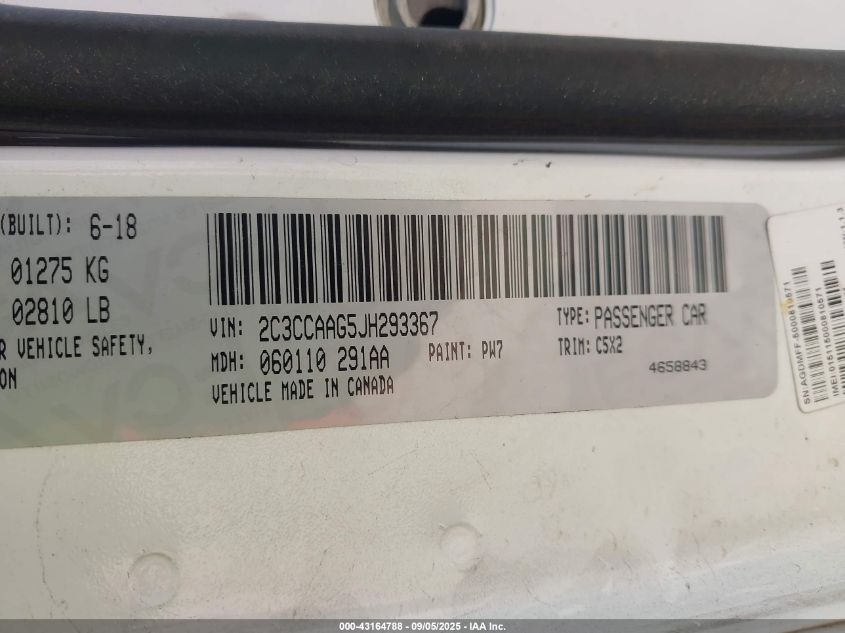 (BUILT): 6-18
01275 KG
02810 LB
R VEHICLE SAFETY,
ON
VIN: 2C3CCAAG5JH293367
MDH: 060110 291AA
PAINT: PW7
VEHICLE MADE IN CANADA
TYPE: PASSENGER CAR
TRIM: C5X2
4658843
000-43164788 - 09/05/2025 - IAA Inc.